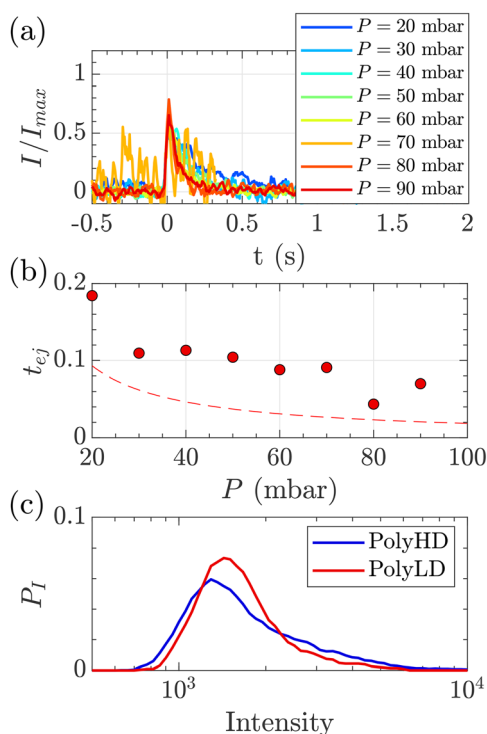 (a)
I/I_max
1
0.5
0
-0.5
0
0.5
1
1.5
2
t (s)
P = 20 mbar
P = 30 mbar
P = 40 mbar
P = 50 mbar
P = 60 mbar
P = 70 mbar
P = 80 mbar
P = 90 mbar
(b)
t_ej
0.2
0.1
0
20
40
60
80
100
P (mbar)
(c)
P_I
0.1
0
PolyHD
PolyLD
10^3
10^4
Intensity